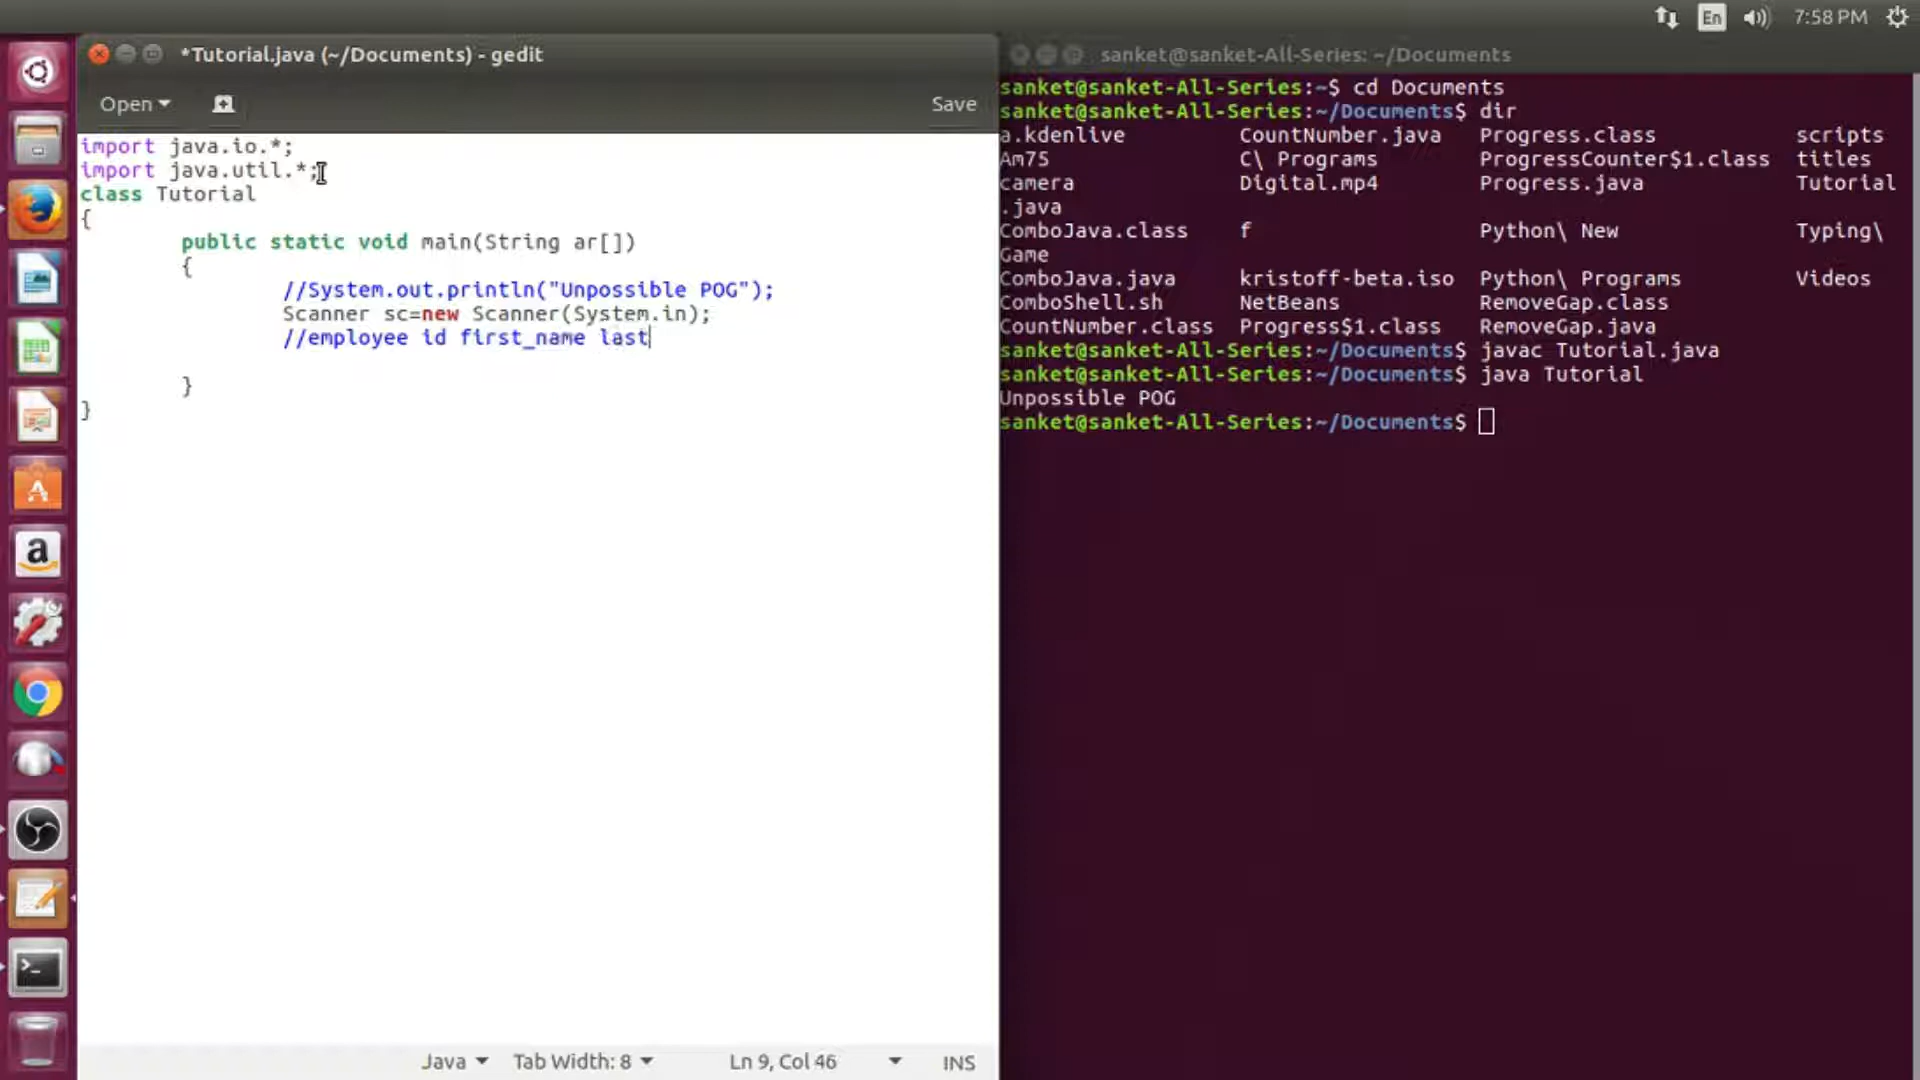 En 7:58 PM
*Tutorial.java (~/Documents) - gedit
Open Save
import java.io.*;
import java.util.*;
class Tutorial
{
public static void main(String ar[])
{
//System.out.println("Unpossible POG");
Scanner sc=new Scanner(System.in);
//employee id first_name last
}
}
Java Tab Width: 8 Ln 9, Col 46 INS
sanket@sanket-All-Series: ~/Documents
sanket@sanket-All-Series:~$ cd Documents
sanket@sanket-All-Series:~/Documents$ dir
a.kdenlive CountNumber.java Progress.class scripts
Am75 C\ Programs ProgressCounter$1.class titles
camera Digital.mp4 Progress.java Tutorial
.java
ComboJava.class f Python\ New Typing\
Game
ComboJava.java kristoff-beta.iso Python\ Programs Videos
ComboShell.sh NetBeans RemoveGap.class
CountNumber.class Progress$1.class RemoveGap.java
sanket@sanket-All-Series:~/Documents$ javac Tutorial.java
sanket@sanket-All-Series:~/Documents$ java Tutorial
Unpossible POG
sanket@sanket-All-Series:~/Documents$